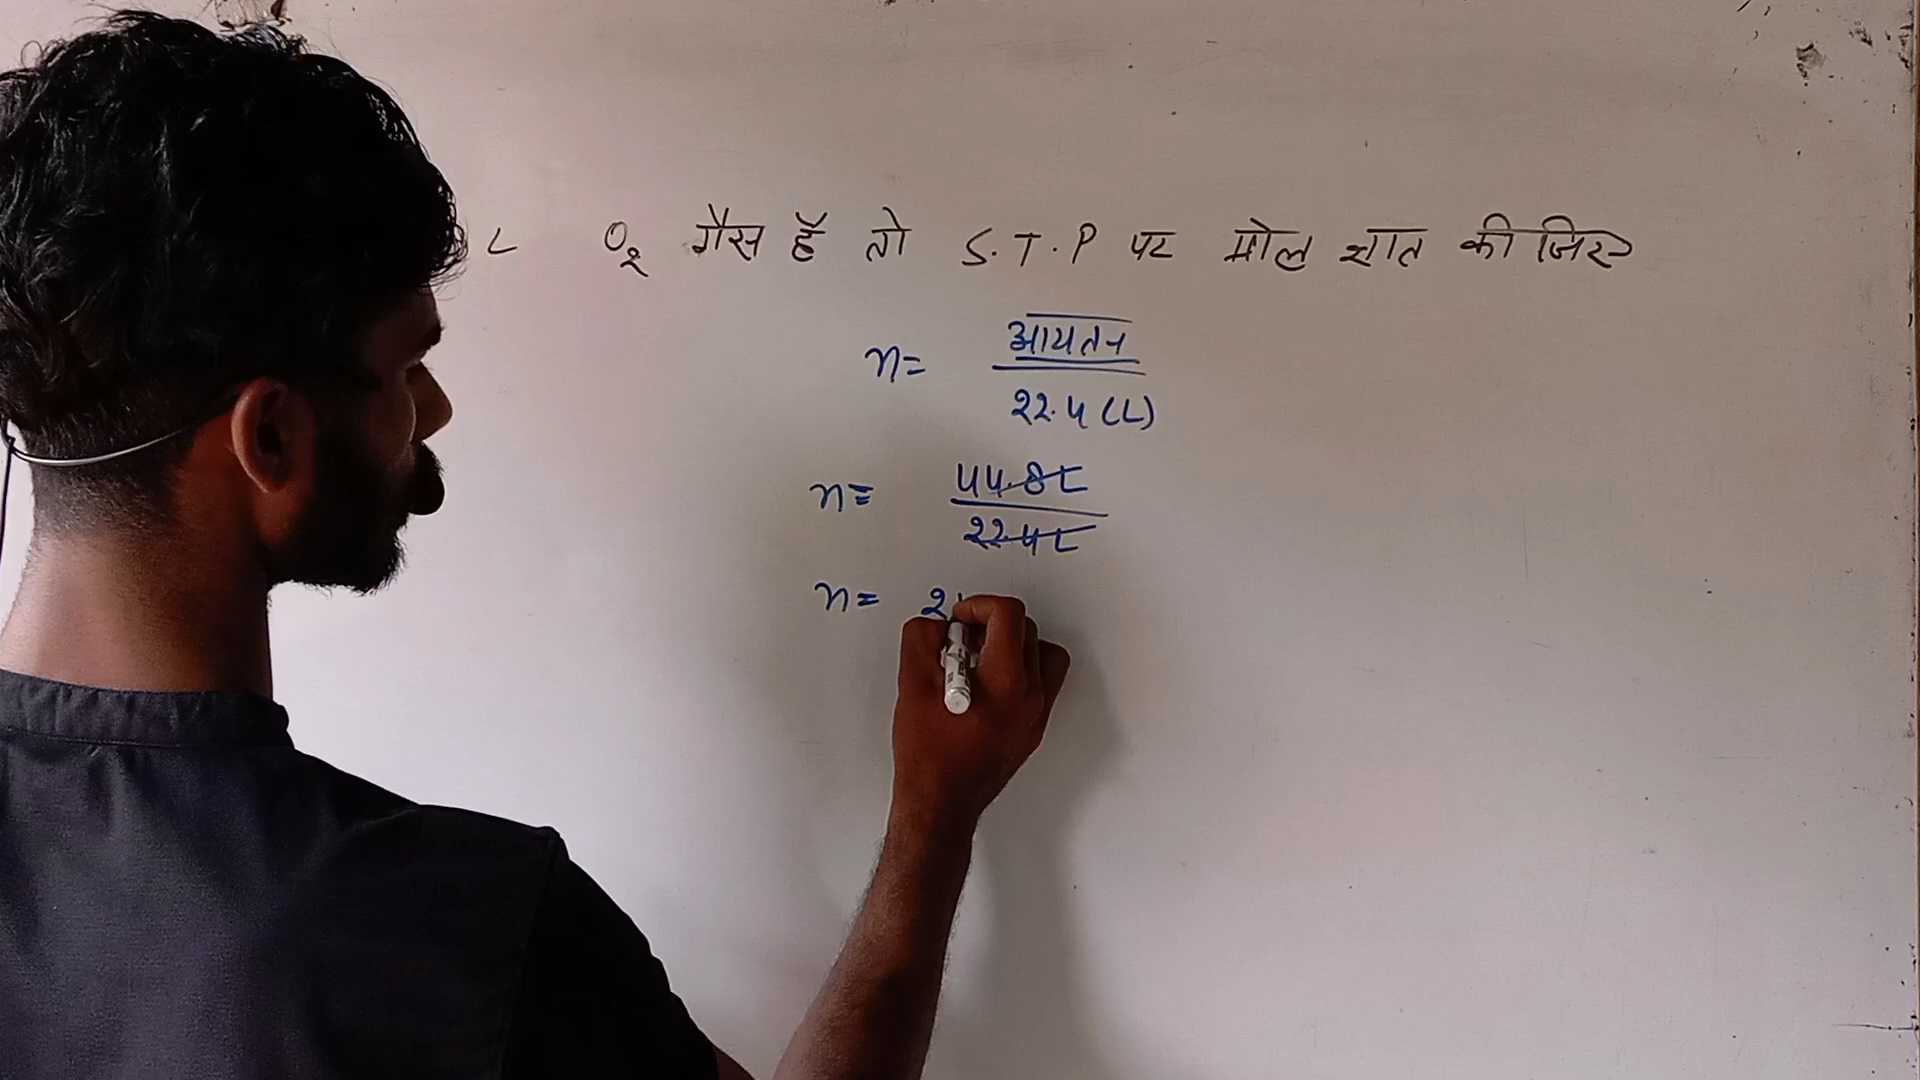 L O2 गैस हैं तो S.T.P पर मोल ज्ञात कीजिए
n= आयतन
22.4 (L)
n= 44.8L
22.4L
n= 2